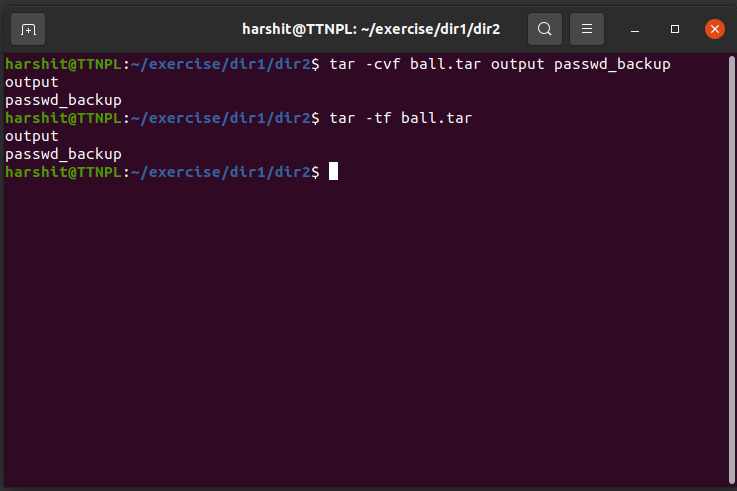 harshit@TTNPL: ~/exercise/dir1/dir2
harshit@TTNPL:~/exercise/dir1/dir2$ tar -cvf ball.tar output passwd_backup
output
passwd_backup
harshit@TTNPL:~/exercise/dir1/dir2$ tar -tf ball.tar
output
passwd_backup
harshit@TTNPL:~/exercise/dir1/dir2$